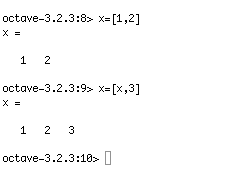 octave-3.2.3:8> x=[1,2]
x =
1 2
octave-3.2.3:9> x=[x,3]
x =
1 2 3
octave-3.2.3:10>